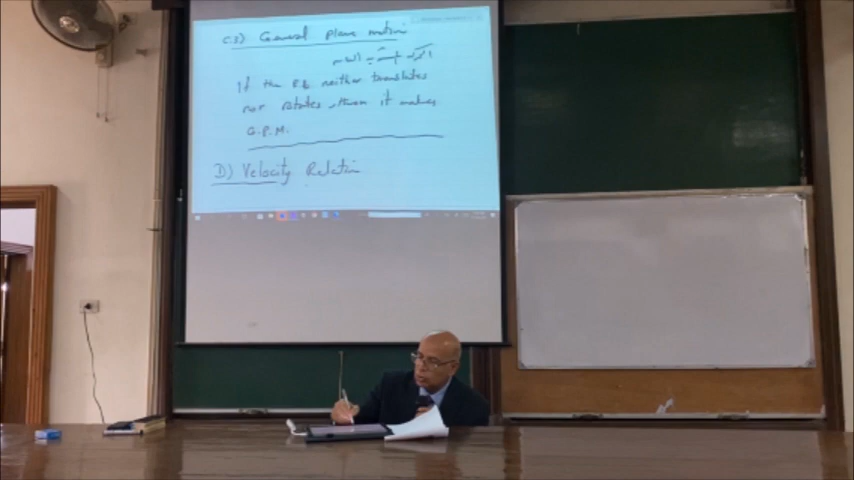 C.3) General plane motion
If the R.b neither translates
nor rotates, then it makes
G.P.M.
D) Velocity Relation